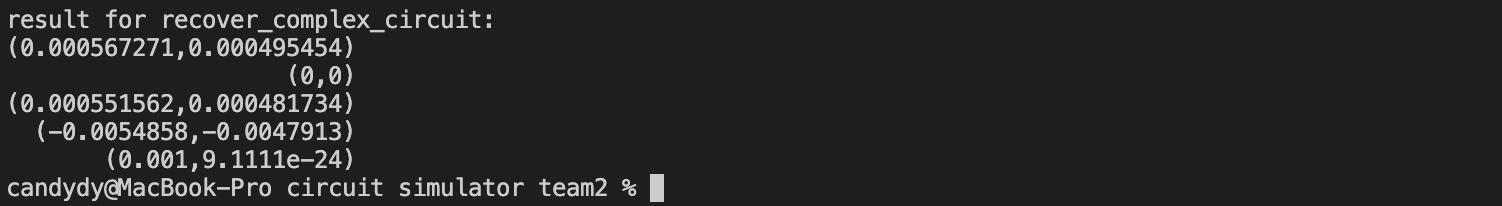 result for recover_complex_circuit:
(0.000567271,0.000495454)
(0,0)
(0.000551562,0.000481734)
(-0.0054858,-0.0047913)
(0.001,9.1111e-24)
candydy@MacBook-Pro circuit simulator team2 %